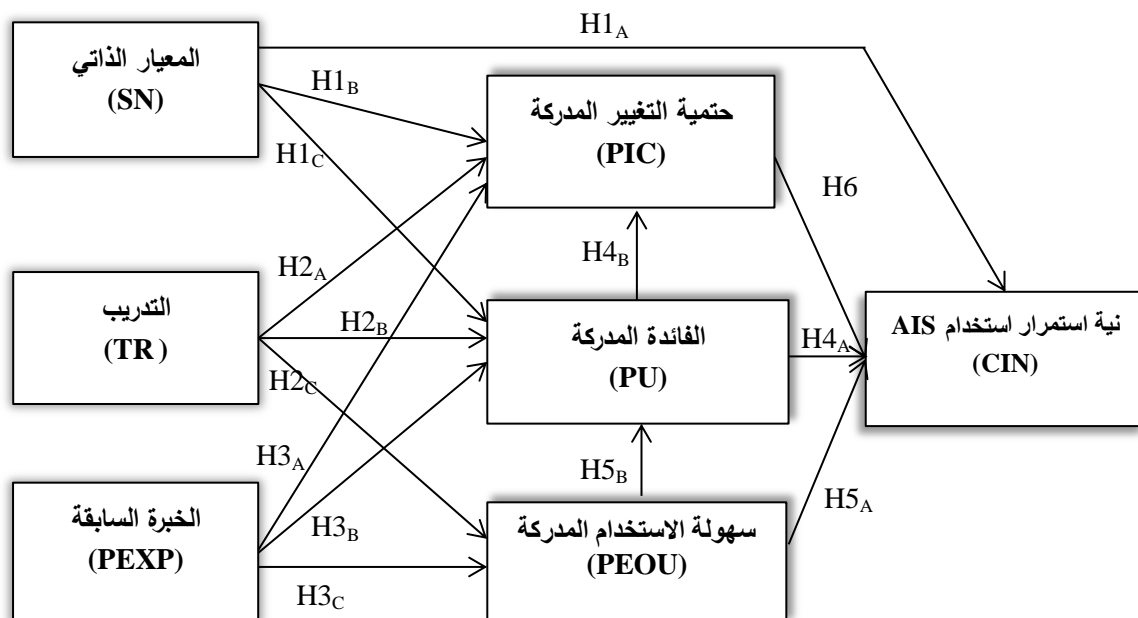 H1A
المعيار الذاتي
(SN)
H1B
حتمية التغيير المدركة
(PIC)
H1C
H6
H2A
H4B
التدريب
(TR)
H2B
الفائدة المدركة
(PU)
H4A
نية استمرار استخدام AIS
(CIN)
H2C
H3A
H5B
الخبرة السابقة
(PEXP)
H3B
سهولة الاستخدام المدركة
(PEOU)
H5A
H3C